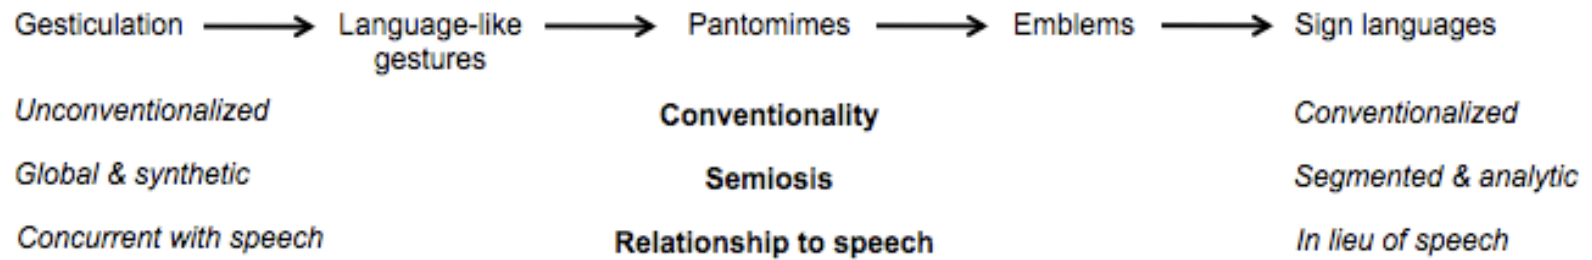 Gesticulation Language-like gestures Pantomimes Emblems Sign languages
Unconventionalized Conventionality Conventionalized
Global & synthetic Semiosis Segmented & analytic
Concurrent with speech Relationship to speech In lieu of speech